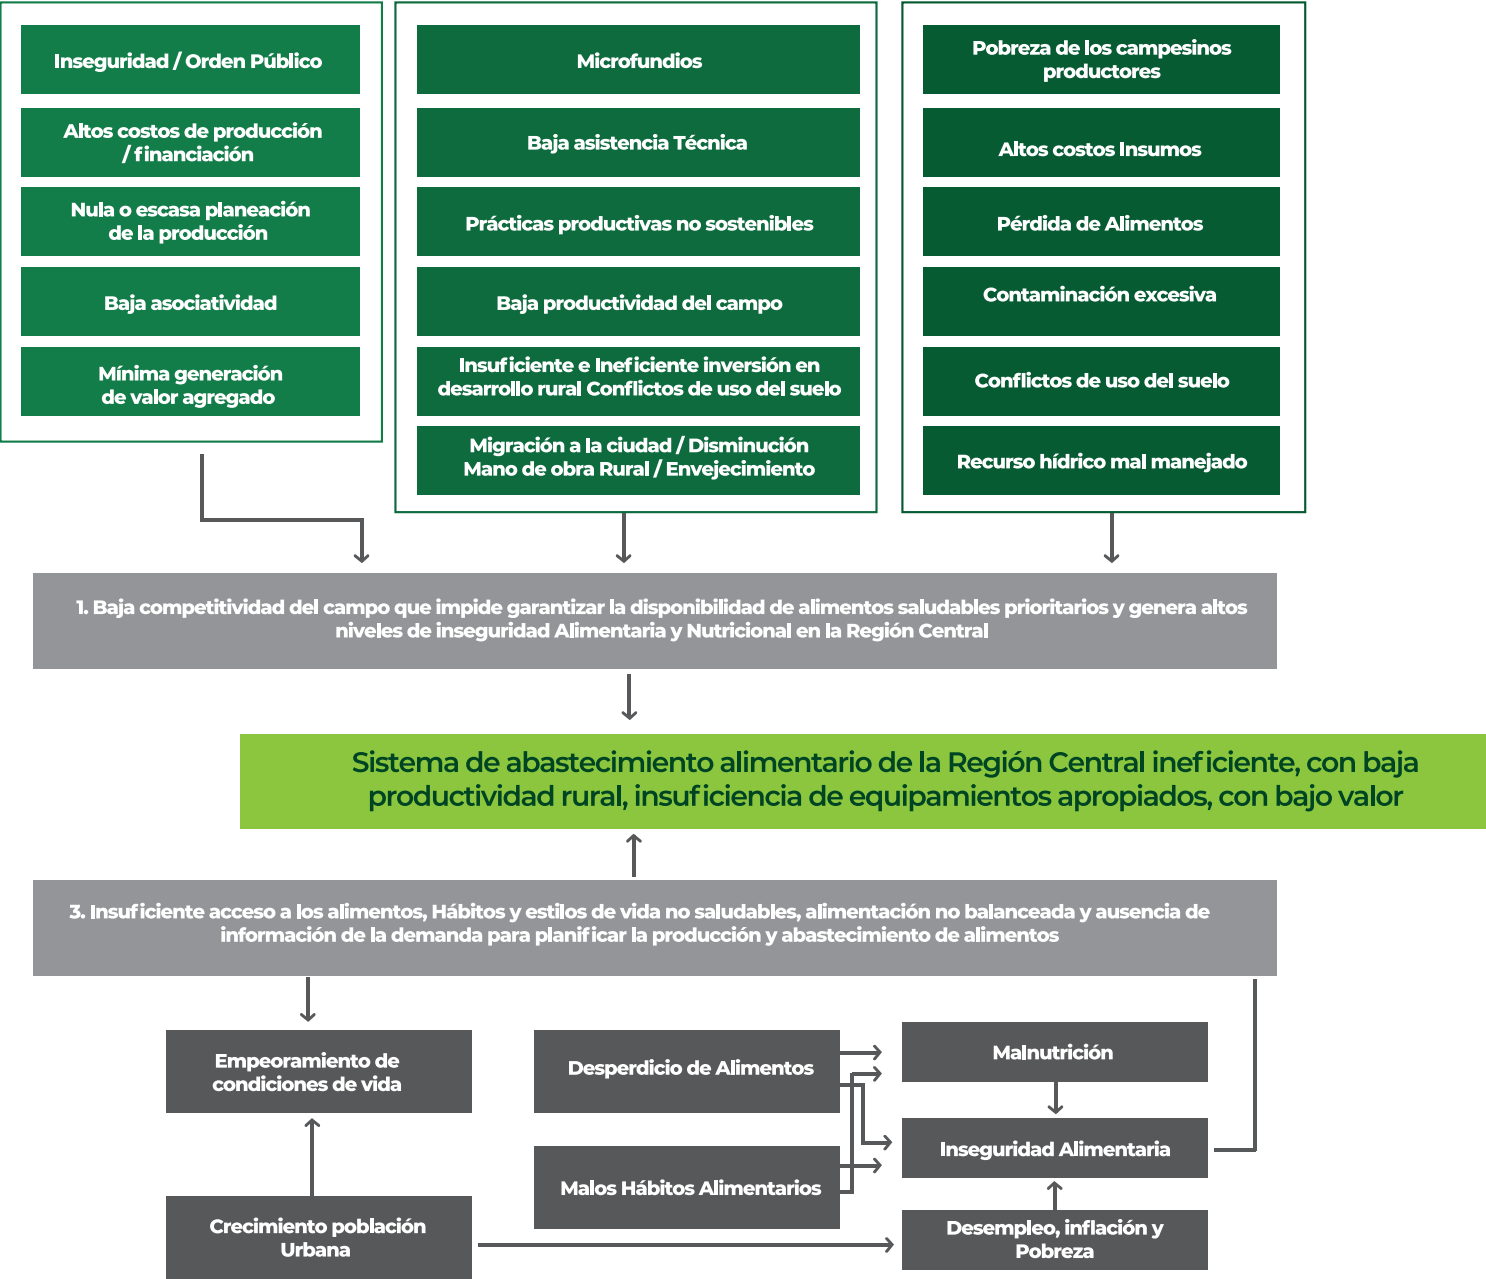 Inseguridad / Orden Público
Altos costos de producción
/ financiación
Nula o escasa planeación
de la producción
Baja asociatividad
Mínima generación
de valor agregado
Microfundios
Baja asistencia Técnica
Prácticas productivas no sostenibles
Baja productividad del campo
Insuficiente e Ineficiente inversión en
desarrollo rural Conflictos de uso del suelo
Migración a la ciudad / Disminución
Mano de obra Rural / Envejecimiento
Pobreza de los campesinos
productores
Altos costos Insumos
Pérdida de Alimentos
Contaminación excesiva
Conflictos de uso del suelo
Recurso hídrico mal manejado
1. Baja competitividad del campo que impide garantizar la disponibilidad de alimentos saludables prioritarios y genera altos
niveles de inseguridad Alimentaria y Nutricional en la Región Central
Sistema de abastecimiento alimentario de la Región Central ineficiente, con baja
productividad rural, insuficiencia de equipamientos apropiados, con bajo valor
3. Insuficiente acceso a los alimentos, Hábitos y estilos de vida no saludables, alimentación no balanceada y ausencia de
información de la demanda para planificar la producción y abastecimiento de alimentos
Empeoramiento de
condiciones de vida
Desperdicio de Alimentos
Malnutrición
Inseguridad Alimentaria
Malos Hábitos Alimentarios
Crecimiento población
Urbana
Desempleo, inflación y
Pobreza